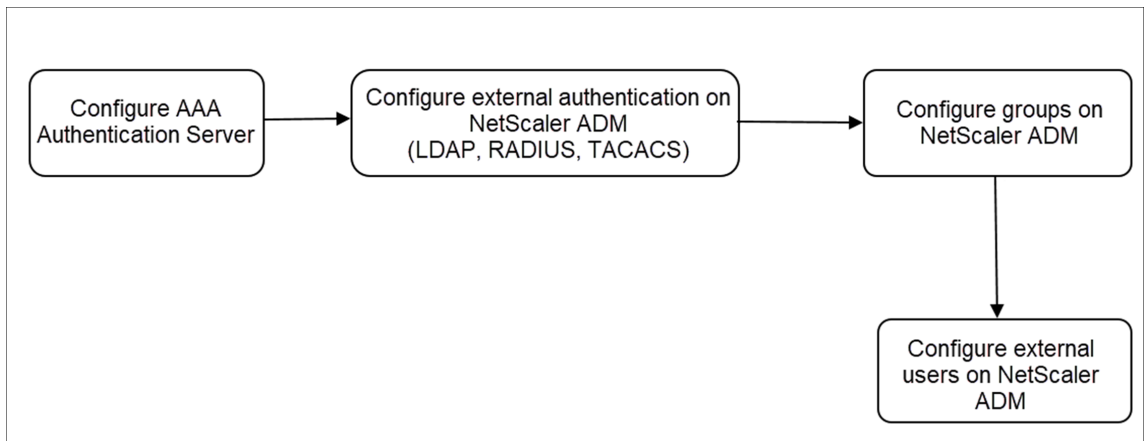 Configure AAA
Authentication Server
Configure external authentication on
NetScaler ADM
(LDAP, RADIUS, TACACS)
Configure groups on
NetScaler ADM
Configure external
users on NetScaler
ADM